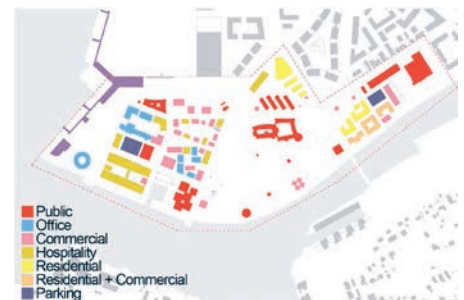 Public
Office
Commercial
Hospitality
Residential
Residential + Commercial
Parking